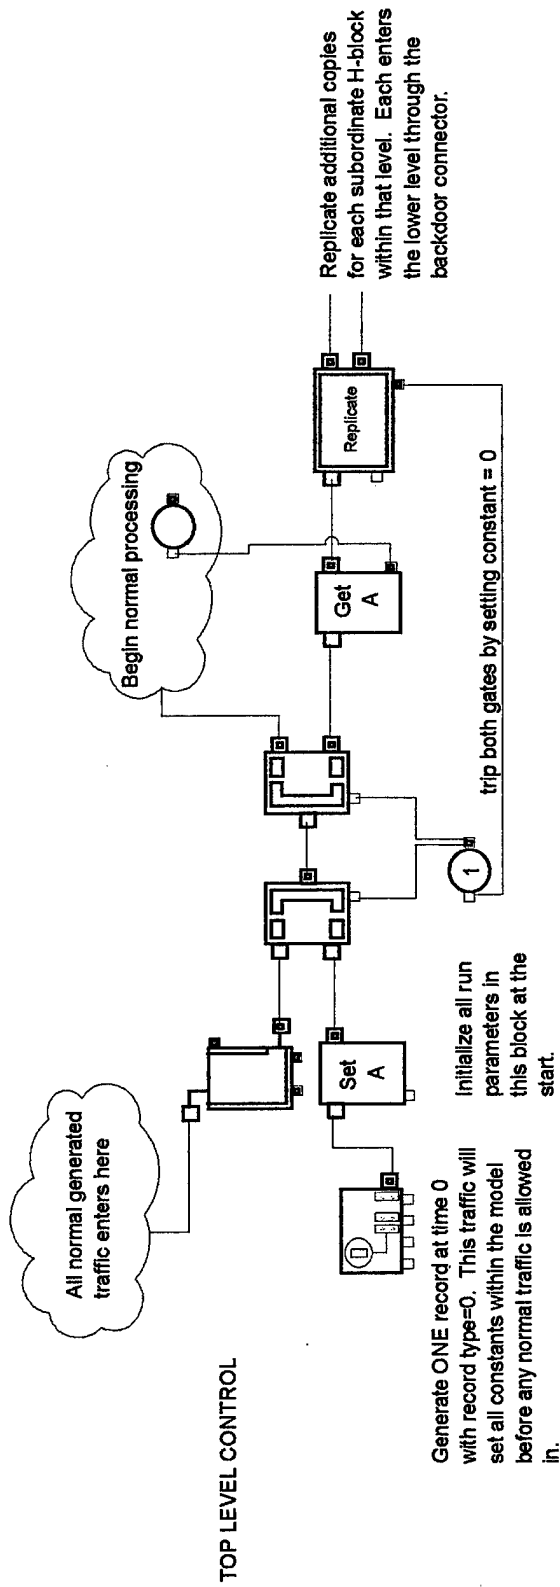 TOP LEVEL CONTROL
All normal generated
traffic enters here
Begin normal processing
Set
A
Get
A
Replicate
1
trip both gates by setting constant = 0
Replicate additional copies
for each subordinate H-block
within that level. Each enters
the lower level through the
backdoor connector.
Generate ONE record at time 0
with record type=0. This traffic will
set all constants within the model
before any normal traffic is allowed
in.
Initialize all run
parameters in
this block at the
start.